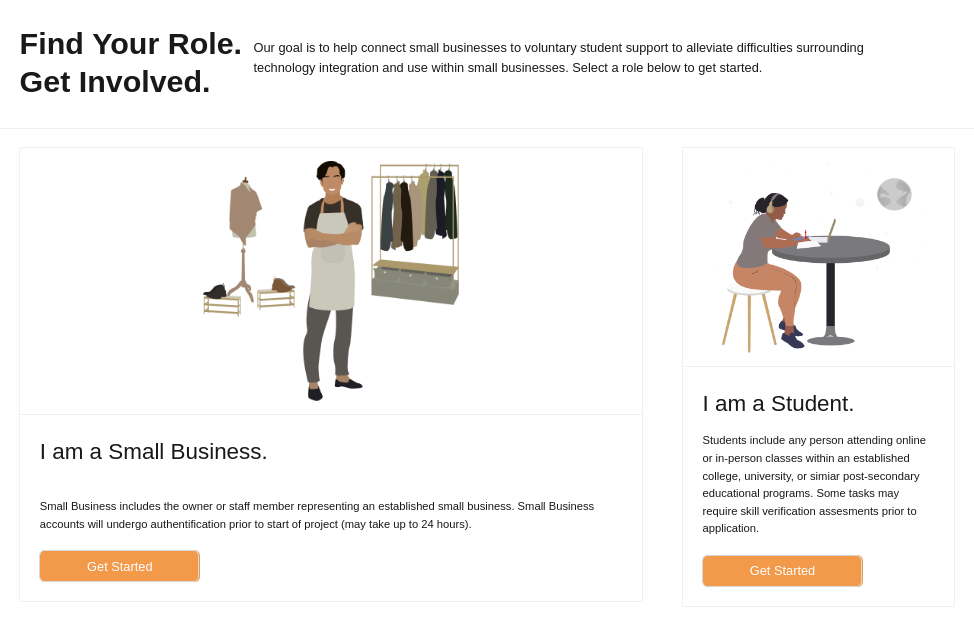 Find Your Role.
Get Involved.
Our goal is to help connect small businesses to voluntary student support to alleviate difficulties surrounding
technology integration and use within small businesses. Select a role below to get started.
I am a Small Business.
Small Business includes the owner or staff member representing an established small business. Small Business
accounts will undergo authentification prior to start of project (may take up to 24 hours).
Get Started
I am a Student.
Students include any person attending online
or in-person classes within an established
college, university, or simiar post-secondary
educational programs. Some tasks may
require skill verification assesments prior to
application.
Get Started